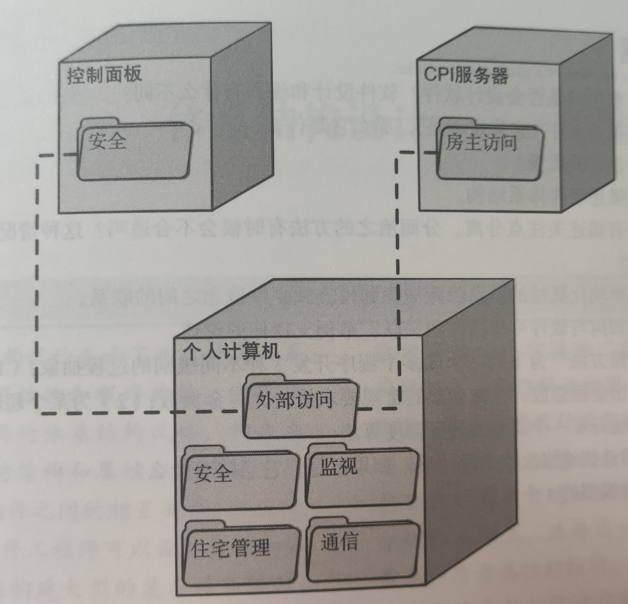 控制面板
安全
CPI服务器
房主访问
个人计算机
外部访问
安全
监视
住宅管理
通信